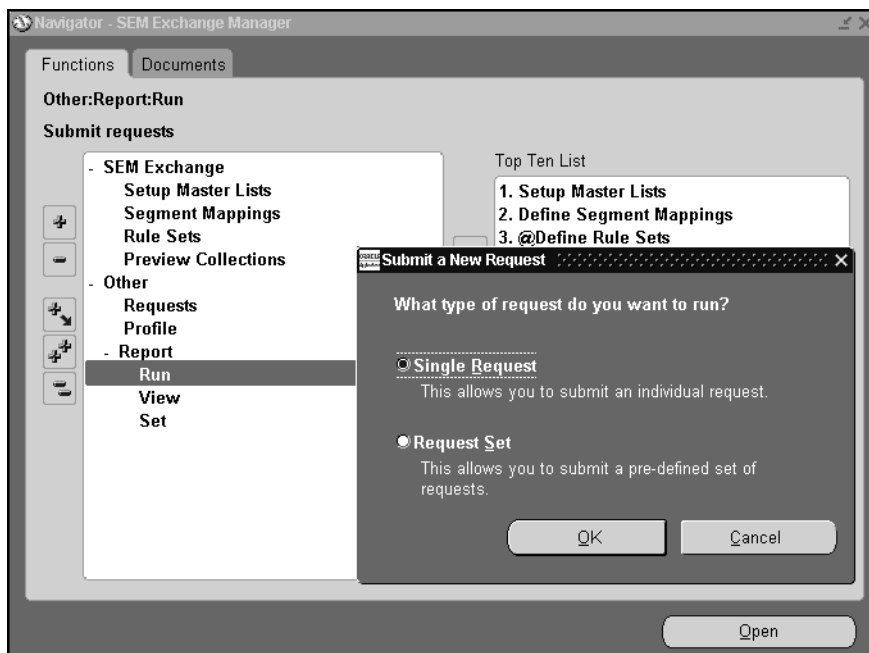 Navigator - SEM Exchange Manager
Functions
Documents
Other:Report:Run
Submit requests
- SEM Exchange
Setup Master Lists
Segment Mappings
Rule Sets
Preview Collections
- Other
Requests
Profile
- Report
Run
View
Set
Top Ten List
1. Setup Master Lists
2. Define Segment Mappings
3. @Define Rule Sets
Submit a New Request
What type of request do you want to run?
Single Request
This allows you to submit an individual request.
Request Set
This allows you to submit a pre-defined set of
requests.
OK
Cancel
Open